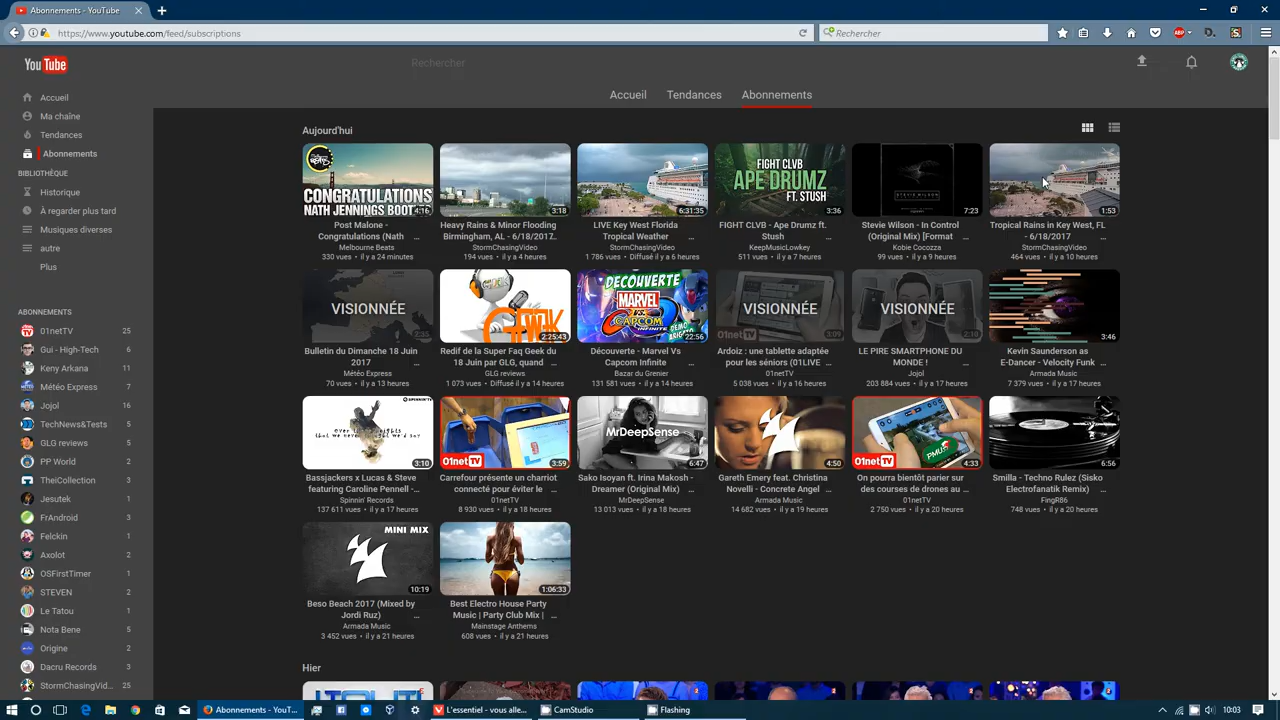 Abonnements - YouTube
https://www.youtube.com/feed/subscriptions
Rechercher
YouTube
Rechercher
Accueil
Tendances
Abonnements
Accueil
Ma chaîne
Tendances
Abonnements
BIBLIOTHÈQUE
Historique
À regarder plus tard
Musiques diverses
autre
Plus
ABONNEMENTS
01netTV 25
Gui - High-Tech 6
Keny Arkana 11
Météo Express 7
Jojol 16
TechNews&Tests 5
GLG reviews 5
PP World 2
TheiCollection 2
Jesutek 1
FrAndroid 3
Felckin 1
Axolot 2
OSFirstTimer 2
STEVEN 2
Le Tatou 1
Nota Bene 5
Origine 2
Dacru Records 3
StormChasingVid... 25
Aujourd'hui
CONGRATULATIONS
NATH JENNINGS BOOT
4:16
Post Malone -
Congratulations (Nath ...
Melbourne Beats
330 vues • il y a 24 minutes
3:18
Heavy Rains & Minor Flooding
Birmingham, AL - 6/18/2017...
StormChasingVideo
194 vues • il y a 4 heures
6:31:35
LIVE Key West Florida
Tropical Weather ...
StormChasingVideo
1 786 vues • Diffusé il y a 6 heures
FIGHT CLVB
APE DRUMZ
FT. STUSH
3:36
FIGHT CLVB - Ape Drumz ft.
Stush ...
KeepMusicLowkey
511 vues • il y a 7 heures
STEVIE WILSON
7:23
Stevie Wilson - In Control
(Original Mix) [Format ...
Kobie Cocozza
99 vues • il y a 9 heures
1:53
Tropical Rains in Key West, FL
- 6/18/2017 ...
StormChasingVideo
464 vues • il y a 10 heures
VISIONNÉE
2:35
Bulletin du Dimanche 18 Juin
2017 ...
Météo Express
70 vues • il y a 13 heures
GEEK
2:25:43
Redif de la Super Faq Geek du
18 Juin par GLG, quand ...
GLG reviews
1 073 vues • Diffusé il y a 14 heures
DECOUVERTE
MARVEL
CAPCOM
INFINITE
22:56
Découverte - Marvel Vs
Capcom Infinite ...
Bazar du Grenier
131 581 vues • il y a 14 heures
VISIONNÉE
01netTV
3:09
Ardoiz : une tablette adaptée
pour les séniors (01LIVE ...
01netTV
5 038 vues • il y a 16 heures
VISIONNÉE
2:18
LE PIRE SMARTPHONE DU
MONDE ! ...
Jojol
203 884 vues • il y a 17 heures
3:46
Kevin Saunderson as
E-Dancer - Velocity Funk ...
Armada Music
7 379 vues • il y a 17 heures
SPINNIN' RECORDS
3:10
Bassjackers x Lucas & Steve
featuring Caroline Pennell - ...
Spinnin' Records
137 611 vues • il y a 17 heures
01netTV
3:59
Carrefour présente un charriot
connecté pour éviter le ...
01netTV
8 930 vues • il y a 18 heures
MrDeepSense
6:47
Sako Isoyan ft. Irina Makosh -
Dreamer (Original Mix) ...
MrDeepSense
13 013 vues • il y a 18 heures
4:50
Gareth Emery feat. Christina
Novelli - Concrete Angel ...
Armada Music
14 682 vues • il y a 19 heures
01netTV
PMU
4:33
On pourra bientôt parier sur
des courses de drones au ...
01netTV
2 750 vues • il y a 20 heures
6:56
Smilla - Techno Rulez (Sisko
Electrofanatik Remix) ...
FingR86
748 vues • il y a 20 heures
MINI MIX
10:19
Beso Beach 2017 (Mixed by
Jordi Ruz) ...
Armada Music
3 452 vues • il y a 21 heures
1:06:33
Best Electro House Party
Music | Party Club Mix | ...
Mainstage Anthems
608 vues • il y a 21 heures
Hier
Abonnements - YouT...
L'essentiel - vous alle...
CamStudio
Flashing
10:03